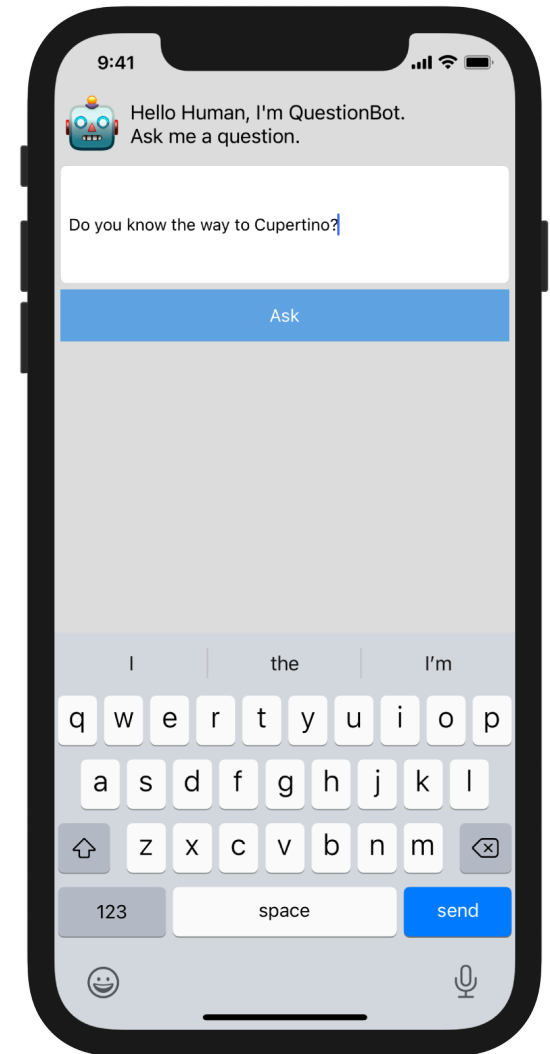 9:41
Hello Human, I'm QuestionBot.
Ask me a question.
Do you know the way to Cupertino?
Ask
I the I’m
q w e r t y u i o p
a s d f g h j k l
z x c v b n m
123 space send